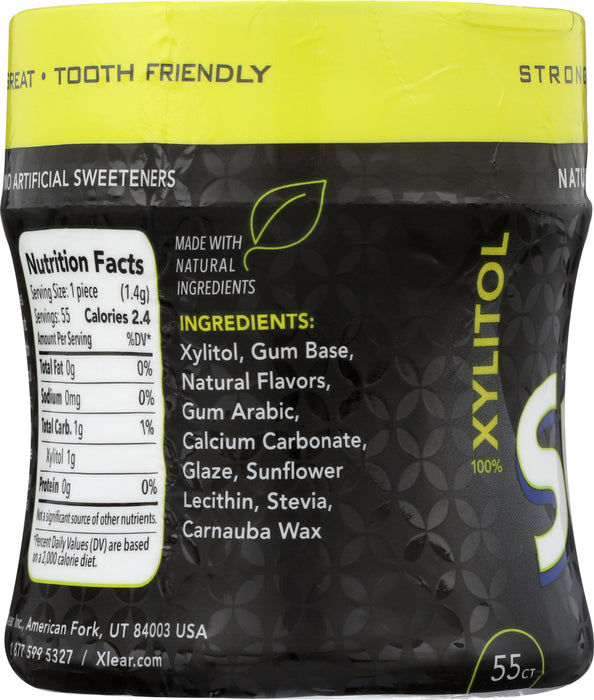 GREAT • TOOTH FRIENDLY
STRONG
NO ARTIFICIAL SWEETENERS
Nutrition Facts
Serving Size: 1 piece (1.4g)
Servings: 55 Calories 2.4
Amount Per Serving %DV*
Total Fat 0g 0%
Sodium 0mg 0%
Total Carb. 1g 1%
Xylitol 1g
Protein 0g 0%
Not a significant source of other nutrients.
*Percent Daily Values (DV) are based
on a 2,000 calorie diet.
MADE WITH
NATURAL
INGREDIENTS
INGREDIENTS:
Xylitol, Gum Base,
Natural Flavors,
Gum Arabic,
Calcium Carbonate,
Glaze, Sunflower
Lecithin, Stevia,
Carnauba Wax
100% XYLITOL
S
Inc., American Fork, UT 84003 USA
1 877 599 5327 / Xlear.com
55 CT